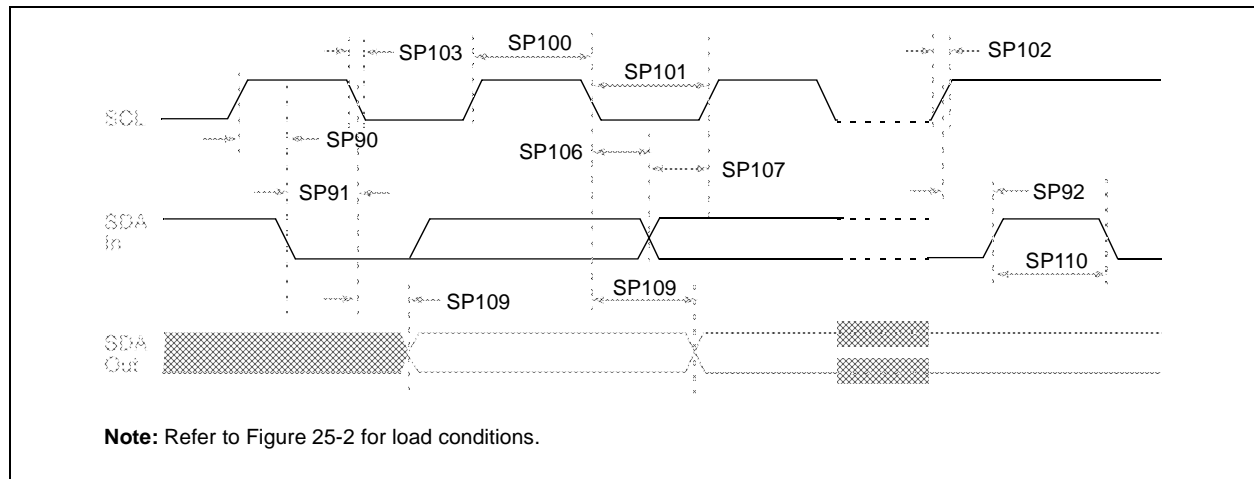 SP103
SP100
SP101
SP102
SCL
SP90
SP106
SP107
SP91
SP92
SDA
In
SP110
SP109
SP109
SDA
Out
Note: Refer to Figure 25-2 for load conditions.